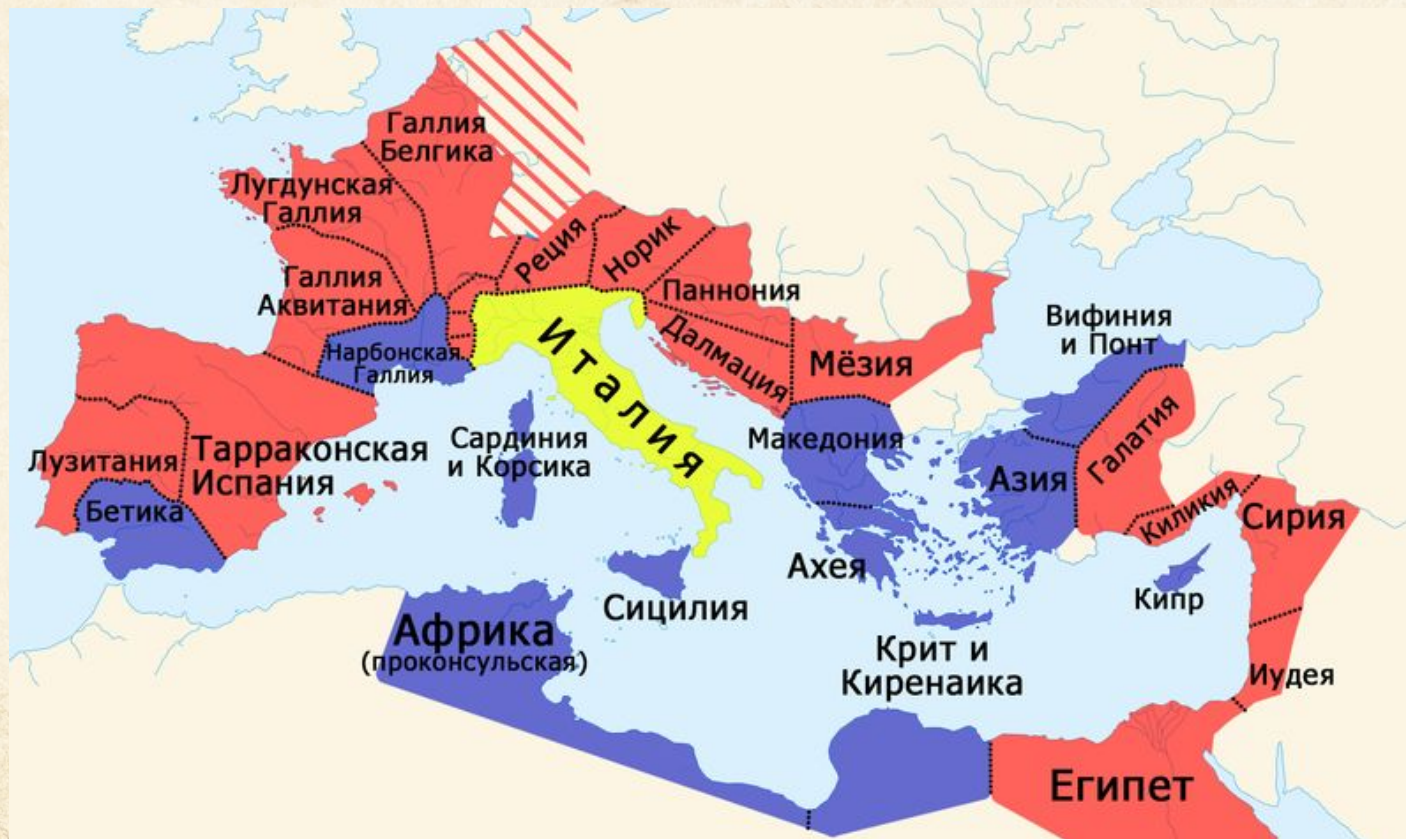 Галлия
Белгика
Лугдунская
Галлия
Галлия
Аквитания
Реция
Норик
Паннония
Далмация
Мёзия
Вифиния
и Понт
Нарбонская
Галлия
Италия
Сардиния
и Корсика
Македония
Азия
Галатия
Киликия
Сирия
Лузитания
Тарраконская
Испания
Бетика
Ахея
Кипр
Сицилия
Африка
(проконсульская)
Крит и
Киренаика
Иудея
Египет